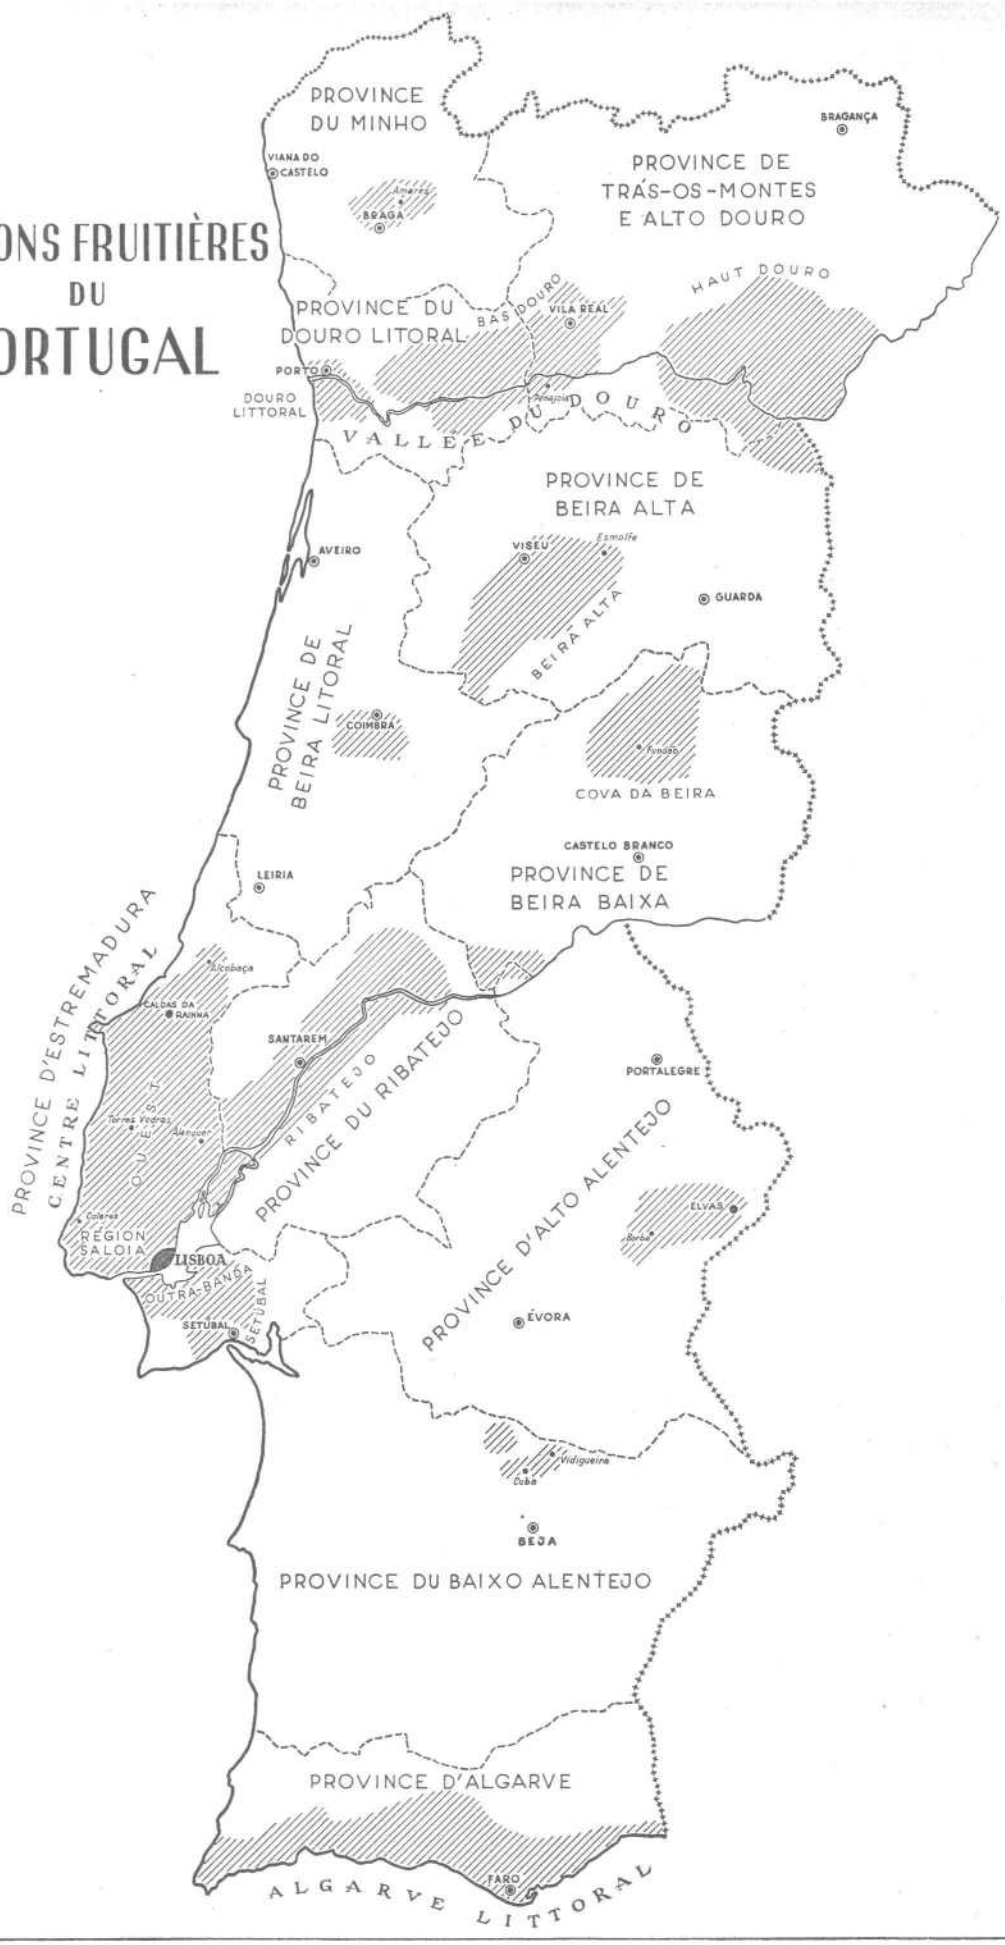 ONS FRUITIÈRES
DU
ORTUGAL
PROVINCE
DU MINHO
BRAGANÇA
VIANA DO
CASTELO
PROVINCE DE
TRÁS-OS-MONTES
E ALTO DOURO
Amares
BRAGA
HAUT DOURO
PROVINCE DU
DOURO LITORAL
BAS DOURO
VILA REAL
PORTO
DOURO
LITTORAL
VALLÉE DU DOURO
PROVINCE DE
BEIRA ALTA
AVEIRO
VISEU
Esmolfe
GUARDA
BEIRA ALTA
PROVINCE DE
BEIRA LITORAL
COIMBRA
Fundão
COVA DA BEIRA
CASTELO BRANCO
PROVINCE DE
BEIRA BAIXA
LEIRIA
PROVINCE D'ESTREMADURA
CENTRE LITTORAL
Alcobaça
CALDAS DA
RAINHA
SANTAREM
RIBATEJO
PROVINCE DU RIBATEJO
PORTALEGRE
Torres Vedras
Alenquer
OUEST
PROVINCE D'ALTO ALENTEJO
ELVAS
Borba
Colares
RÉGION
SALOIA
LISBOA
OUTRA-BANDA
SETÚBAL
SETÚBAL
ÉVORA
Vidigueira
Cuba
BEJA
PROVINCE DU BAIXO ALENTEJO
PROVINCE D'ALGARVE
FARO
ALGARVE LITTORAL